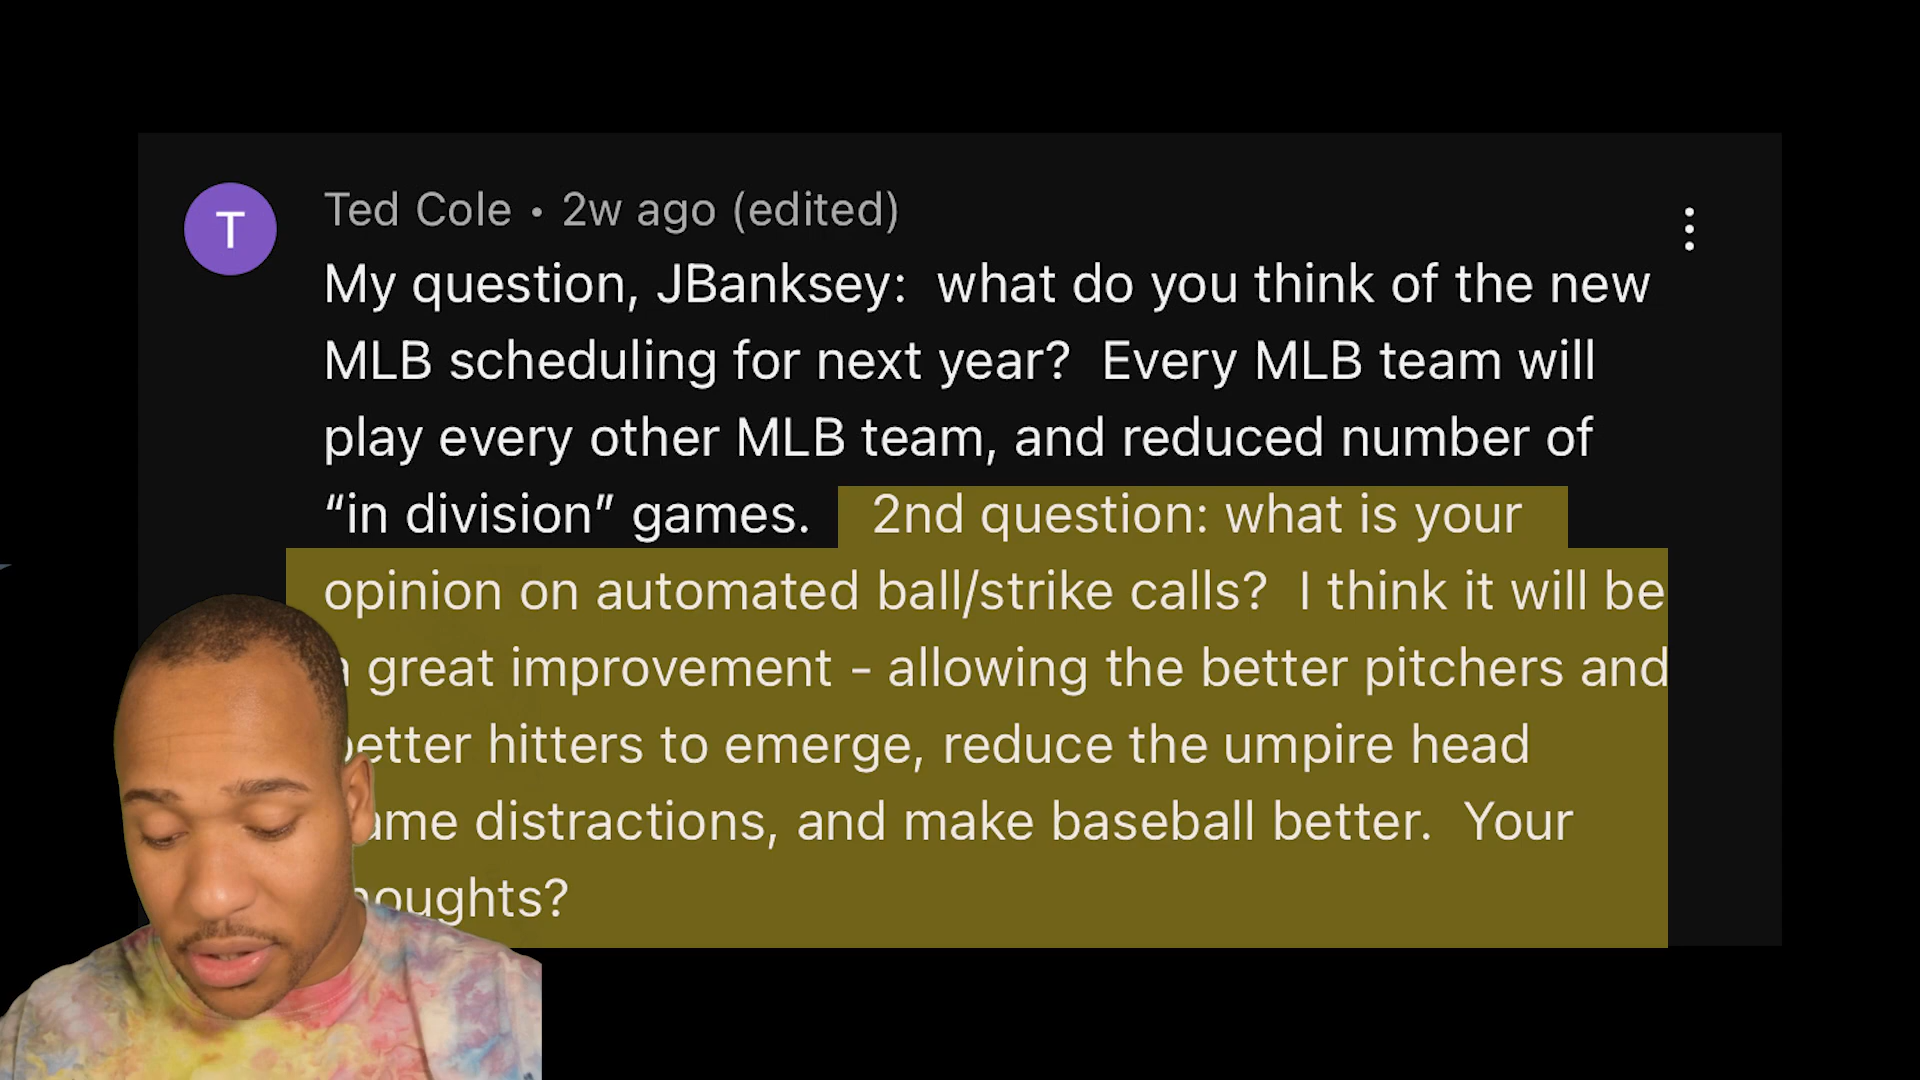 T
Ted Cole • 2w ago (edited)
My question, JBanksey: what do you think of the new
MLB scheduling for next year? Every MLB team will
play every other MLB team, and reduced number of
“in division” games. 2nd question: what is your
opinion on automated ball/strike calls? I think it will be
great improvement - allowing the better pitchers and
hitters to emerge, reduce the umpire head
distractions, and make baseball better. Your